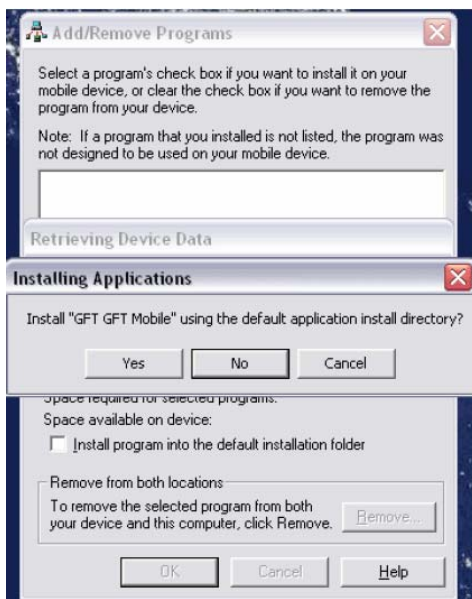 Add/Remove Programs
Select a program's check box if you want to install it on your
mobile device, or clear the check box if you want to remove the
program from your device.
Note: If a program that you installed is not listed, the program was
not designed to be used on your mobile device.
Retrieving Device Data
Installing Applications
Install "GFT GFT Mobile" using the default application install directory?
Yes
No
Cancel
Space required for selected programs:
Space available on device:
Install program into the default installation folder
Remove from both locations
To remove the selected program from both
your device and this computer, click Remove.
Remove...
OK
Cancel
Help